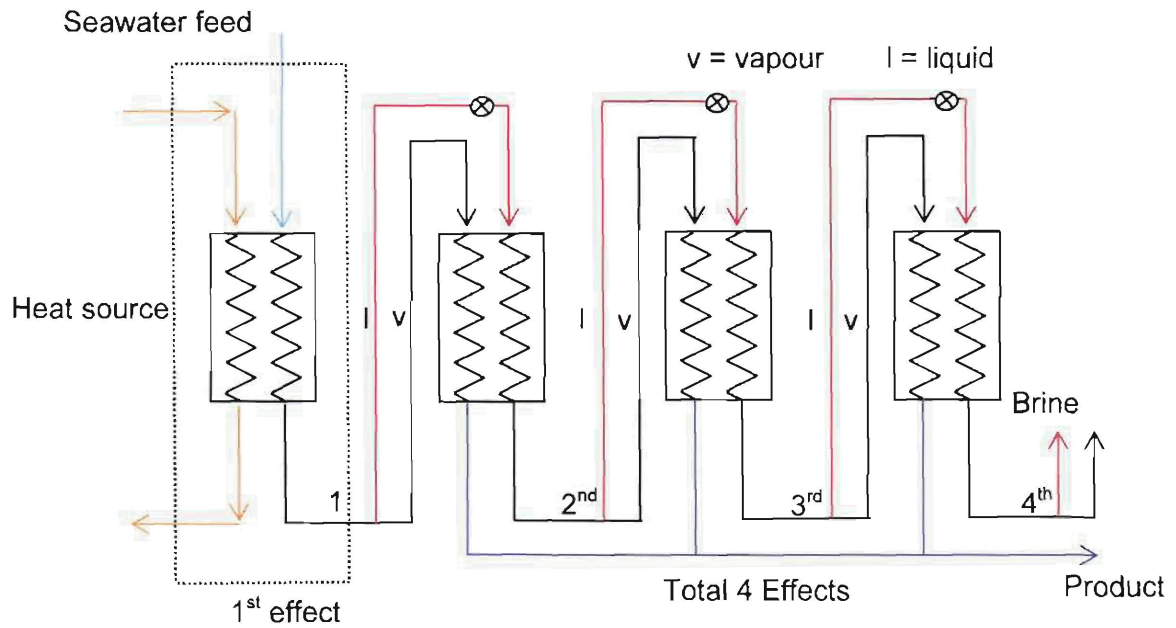 Seawater feed
v = vapour
l = liquid
Heat source
l
v
l
v
l
v
Brine
1
2nd
3rd
4th
Total 4 Effects
Product
1st effect